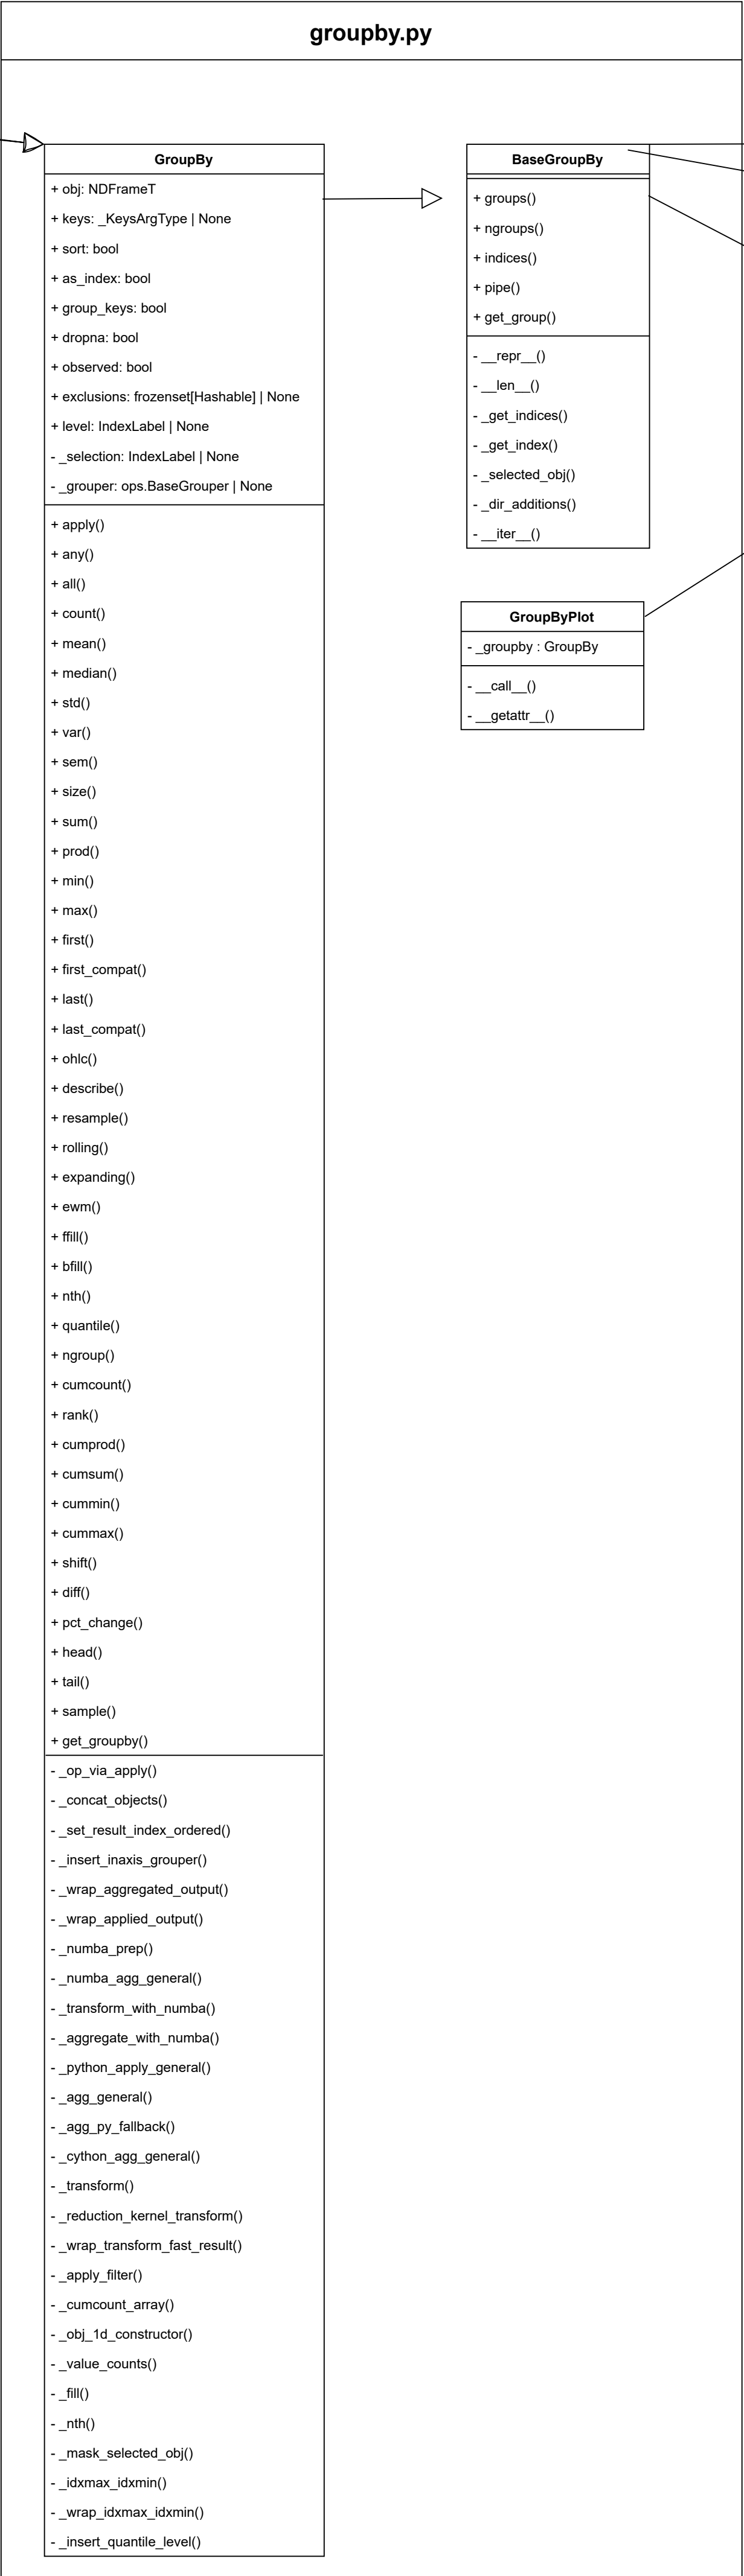 groupby.py
GroupBy
+ obj: NDFrameT
+ keys: _KeysArgType | None
+ sort: bool
+ as_index: bool
+ group_keys: bool
+ dropna: bool
+ observed: bool
+ exclusions: frozenset[Hashable] | None
+ level: IndexLabel | None
- _selection: IndexLabel | None
- _grouper: ops.BaseGrouper | None
+ apply()
+ any()
+ all()
+ count()
+ mean()
+ median()
+ std()
+ var()
+ sem()
+ size()
+ sum()
+ prod()
+ min()
+ max()
+ first()
+ first_compat()
+ last()
+ last_compat()
+ ohlc()
+ describe()
+ resample()
+ rolling()
+ expanding()
+ ewm()
+ ffill()
+ bfill()
+ nth()
+ quantile()
+ ngroup()
+ cumcount()
+ rank()
+ cumprod()
+ cumsum()
+ cummin()
+ cummax()
+ shift()
+ diff()
+ pct_change()
+ head()
+ tail()
+ sample()
+ get_groupby()
- _op_via_apply()
- _concat_objects()
- _set_result_index_ordered()
- _insert_inaxis_grouper()
- _wrap_aggregated_output()
- _wrap_applied_output()
- _numba_prep()
- _numba_agg_general()
- _transform_with_numba()
- _aggregate_with_numba()
- _python_apply_general()
- _agg_general()
- _agg_py_fallback()
- _cython_agg_general()
- _transform()
- _reduction_kernel_transform()
- _wrap_transform_fast_result()
- _apply_filter()
- _cumcount_array()
- _obj_1d_constructor()
- _value_counts()
- _fill()
- _nth()
- _mask_selected_obj()
- _idxmax_idxmin()
- _wrap_idxmax_idxmin()
- _insert_quantile_level()
BaseGroupBy
+ groups()
+ ngroups()
+ indices()
+ pipe()
+ get_group()
- __repr__()
- __len__()
- _get_indices()
- _get_index()
- _selected_obj()
- _dir_additions()
- __iter__()
GroupByPlot
- _groupby : GroupBy
- __call__()
- __getattr__()